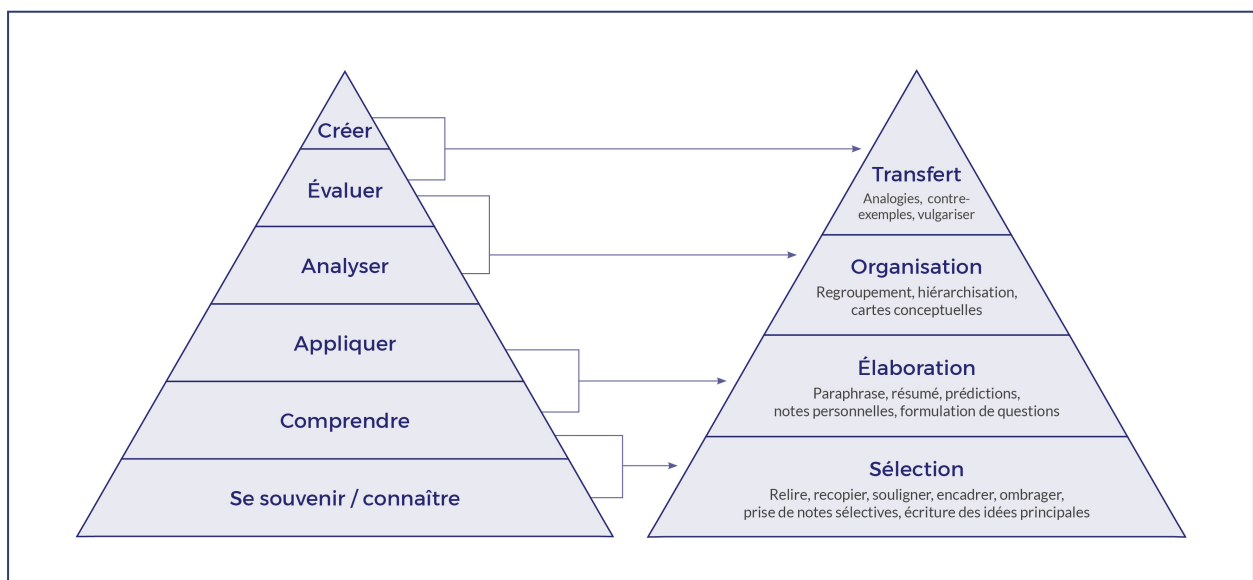 Créer
Évaluer
Analyser
Appliquer
Comprendre
Se souvenir / connaître
Transfert
Analogies, contre-
exemples, vulgariser
Organisation
Regroupement, hiérarchisation,
cartes conceptuelles
Élaboration
Paraphrase, résumé, prédictions,
notes personnelles, formulation de questions
Sélection
Relire, recopier, souligner, encadrer, ombrager,
prise de notes sélectives, écriture des idées principales